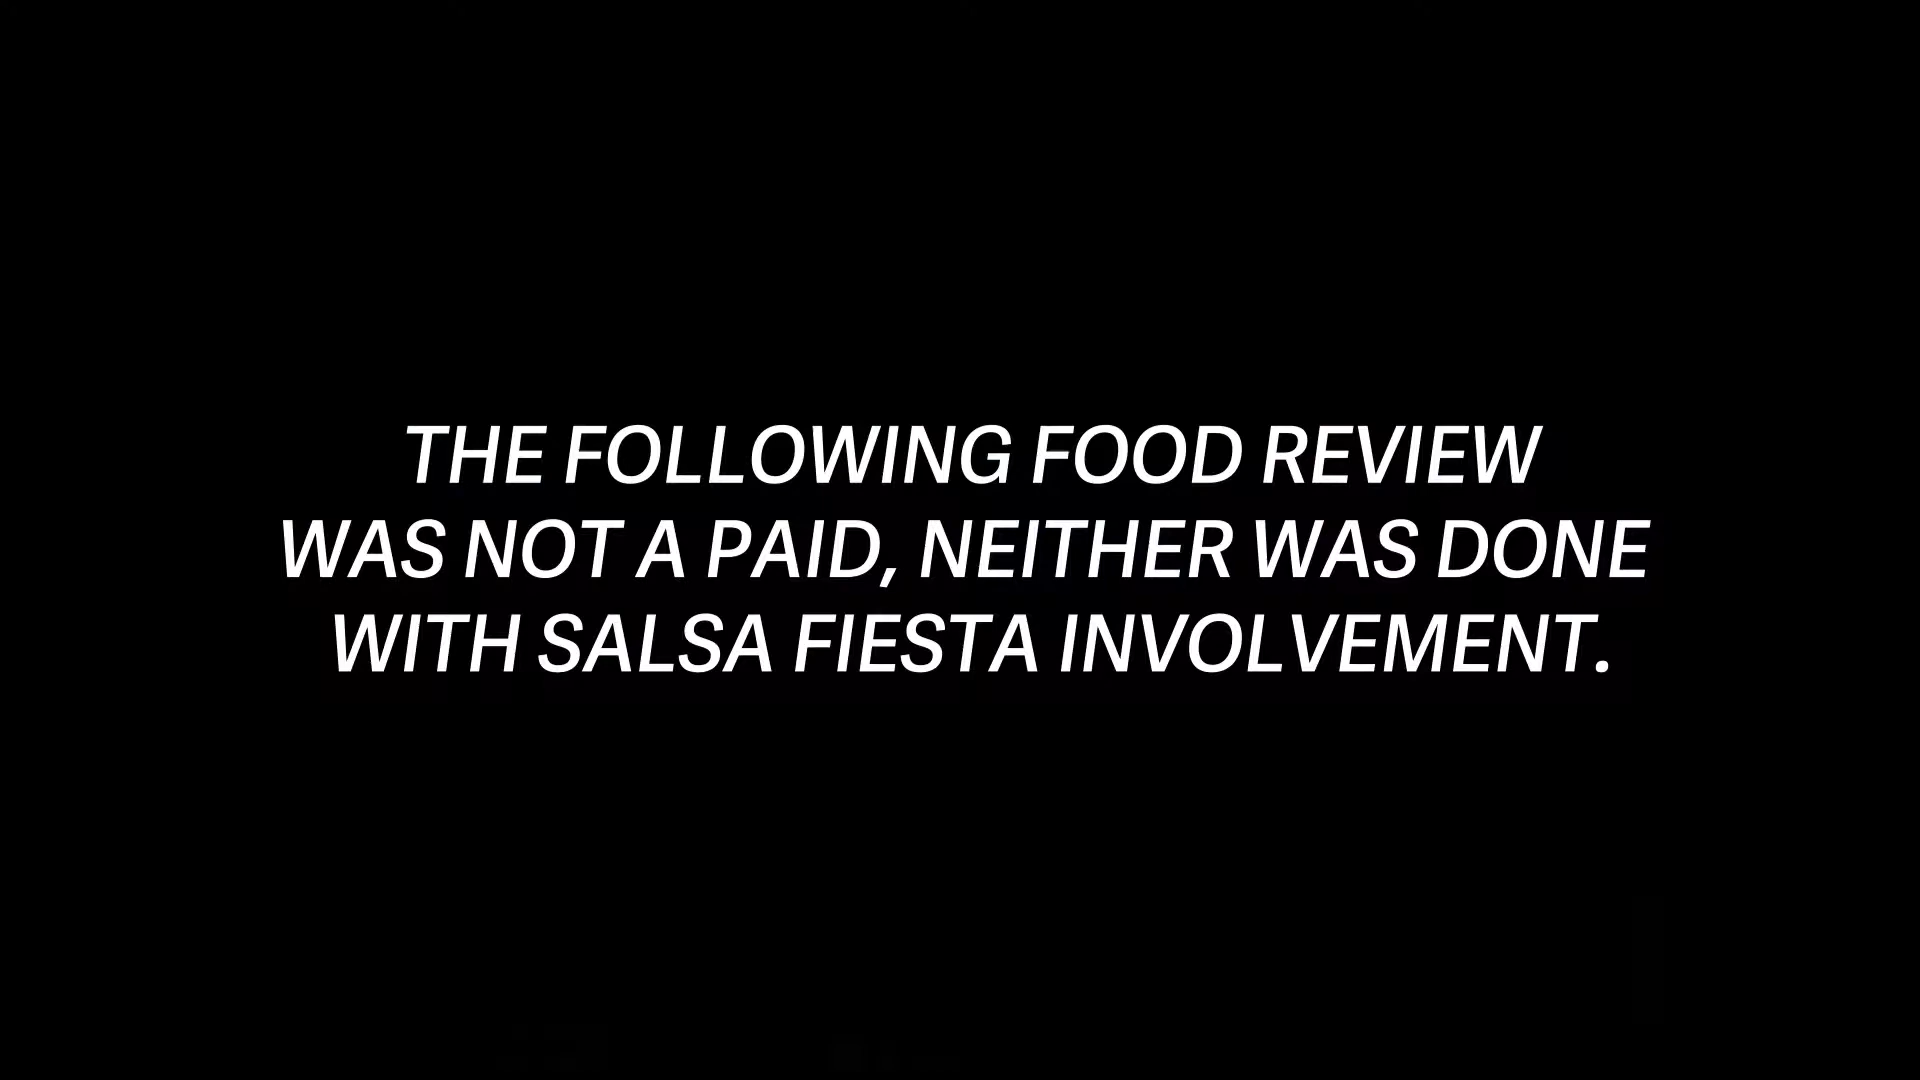 THE FOLLOWING FOOD REVIEW
WAS NOT A PAID, NEITHER WAS DONE
WITH SALSA FIESTA INVOLVEMENT.